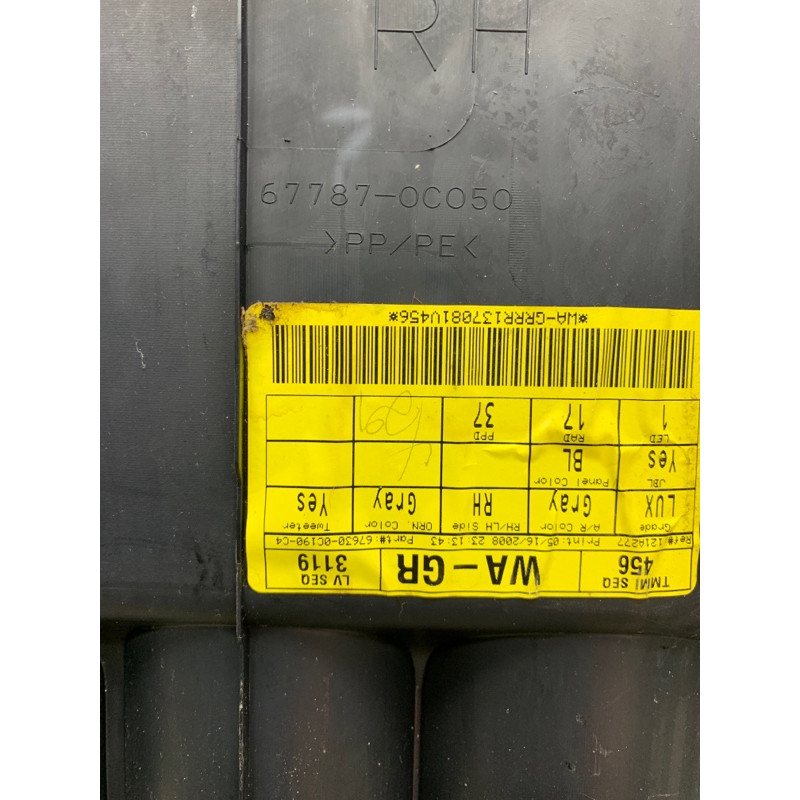 RH
67787-0C050
>PP/PE<
TMMI SEQ
456
WA-GR
LV SEQ
3119
Ref#:121A277 Print:05/16/2008 23:13:43 Part#:67630-0C190-C4
Grade A/R Color RH/LH Side ORN. Color Tweeter
LUX Gray RH Gray Yes
JBL Panel Color
Yes BL
LED RAD PPD
1 17 37
*WA-GRRR137081V456*